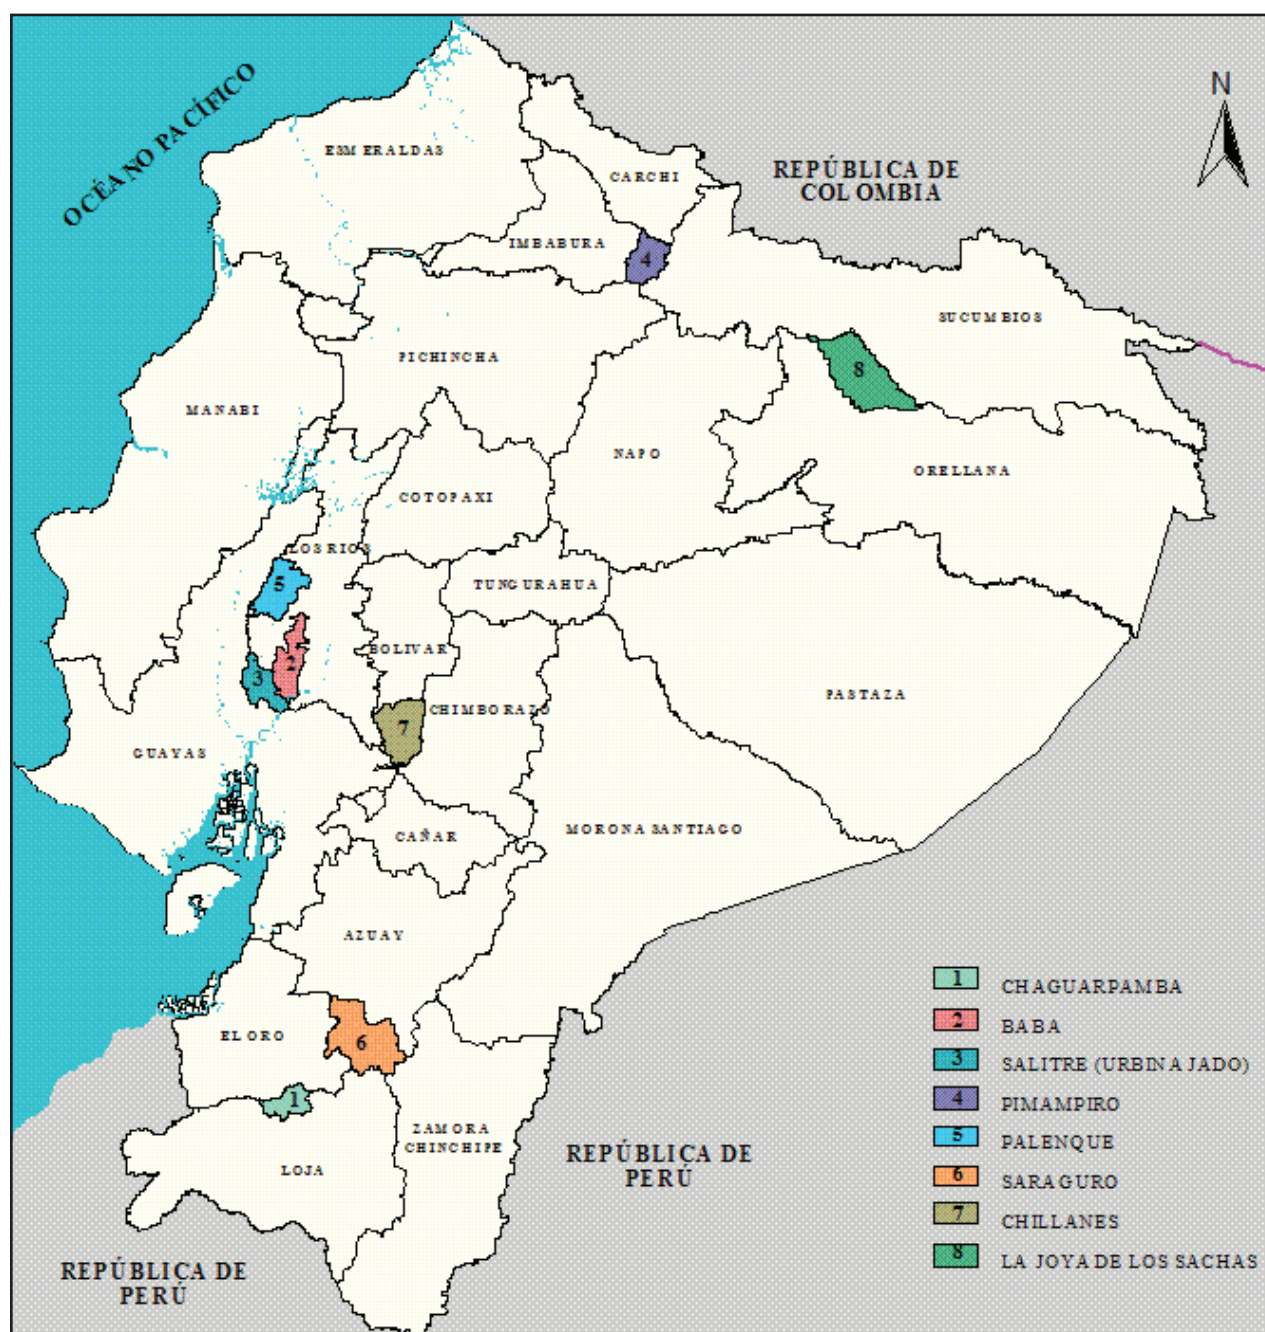 N
OCÉANO PACÍFICO
ESMERALDAS
CARCHI
REPÚBLICA DE
COLOMBIA
IMBABURA
4
SUCUMBIOS
PICHINCHA
8
MANABI
NAPO
ORELLANA
COTOPAXI
LOS RIOS
5
TUNGURAHUA
BOLIVAR
2
3
PASTAZA
CHIMBORAZO
7
GUAYAS
MORONA SANTIAGO
CAÑAR
AZUAY
EL ORO
6
1
ZAMORA
CHINCHIPE
LOJA
REPÚBLICA DE
PERÚ
REPÚBLICA DE
PERÚ
1 CHAGUARPAMBA
2 BABA
3 SALITRE (URBINA JADO)
4 PIMAMPIRO
5 PALENQUE
6 SARAGURO
7 CHILLANES
8 LA JOYA DE LOS SACHAS